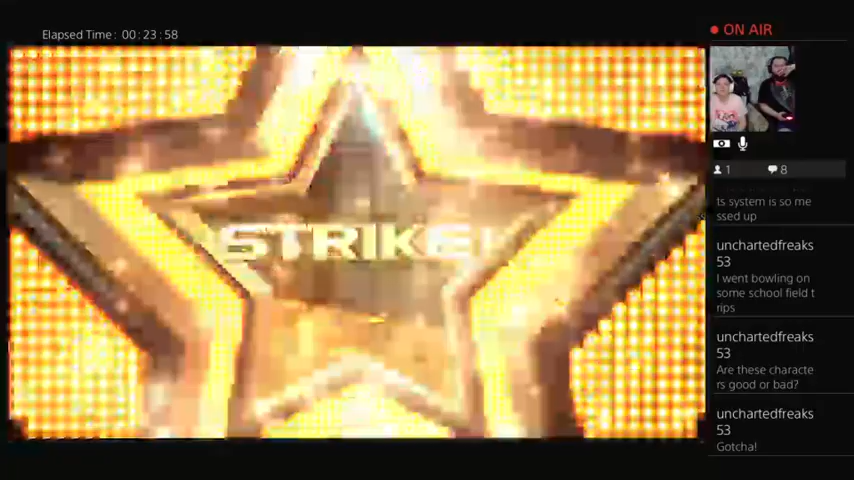 Elapsed Time: 00:23:58
ON AIR
STRIKE
1
8
ts system is so me
ssed up
unchartedfreaks
53
I went bowling on
some school field t
rips
unchartedfreaks
53
Are these characte
rs good or bad?
unchartedfreaks
53
Gotcha!